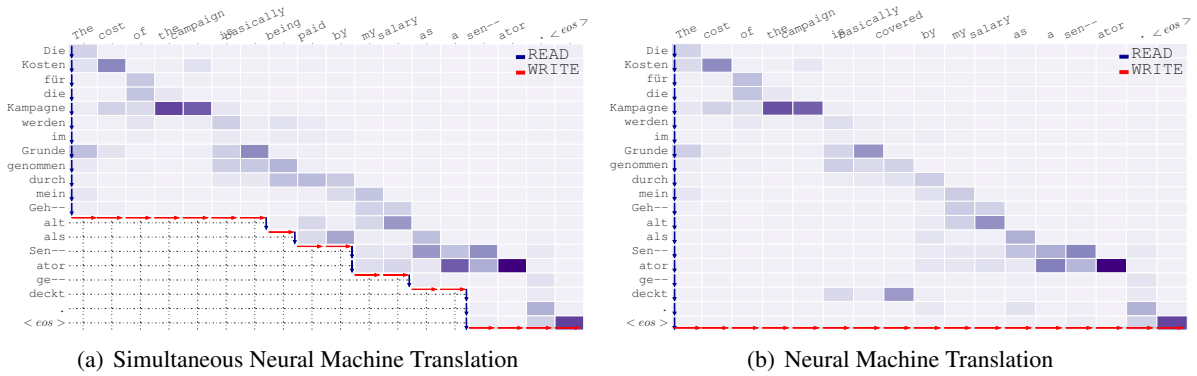 The cost of the campaign is basically being paid by my salary as a sen-- ator . < eos >
Die
Kosten
für
die
Kampagne
werden
im
Grunde
genommen
durch
mein
Geh--
alt
als
Sen--
ator
ge--
deckt
.
< eos >
READ
WRITE
(a) Simultaneous Neural Machine Translation
The cost of the campaign is basically covered by my salary as a sen-- ator . < eos >
Die
Kosten
für
die
Kampagne
werden
im
Grunde
genommen
durch
mein
Geh--
alt
als
Sen--
ator
ge--
deckt
.
< eos >
READ
WRITE
(b) Neural Machine Translation